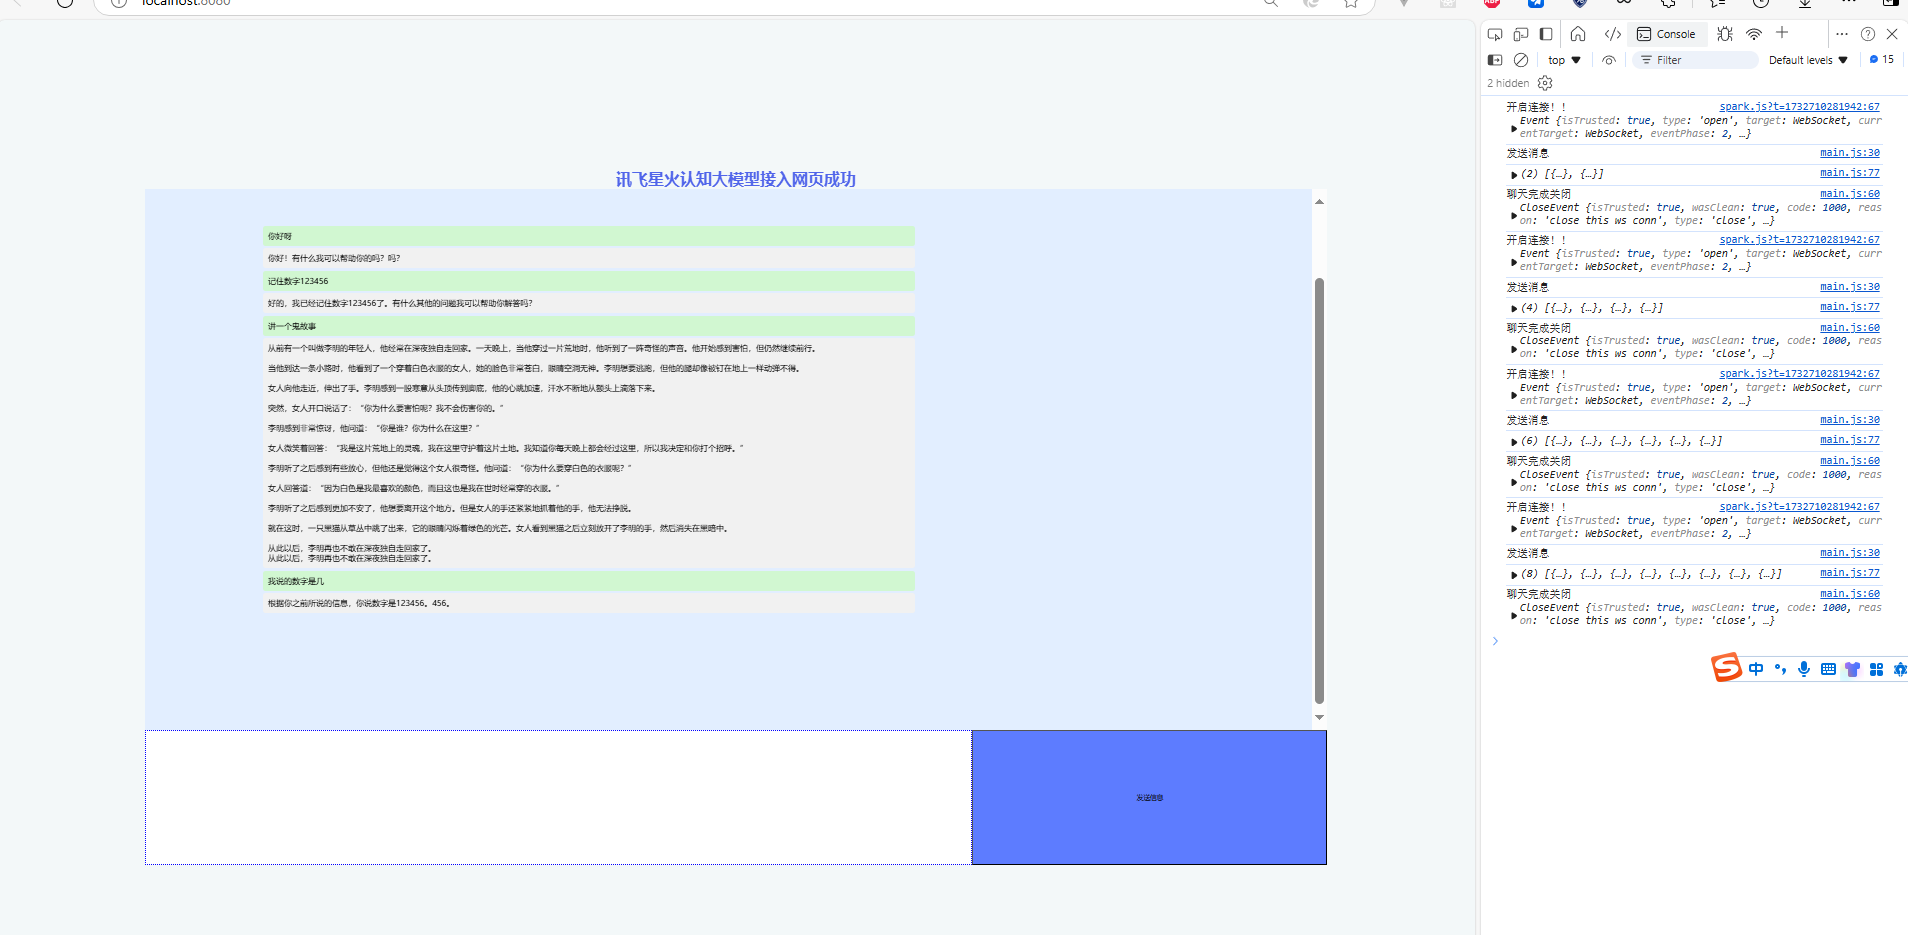 localhost:8080
Console
top
Filter
Default levels
15
2 hidden
讯飞星火认知大模型接入网页成功
你好呀
你好！有什么我可以帮助你的吗？吗？
记住数字123456
好的，我已经记住数字123456了。有什么其他的问题我可以帮助你解答吗？
讲一个鬼故事
从前有一个叫做李明的年轻人，他经常在深夜独自走回家。一天晚上，当他穿过一片荒地时，他听到了一阵奇怪的声音。他开始感到害怕，但仍然继续前行。
当他到达一条小路时，他看到了一个穿着白色衣服的女人，她的脸色非常苍白，眼睛空洞无神。李明想要逃跑，但他的腿却像被钉在地上一样动弹不得。
女人向他走近，伸出了手。李明感到一股寒意从头顶传到脚底，他的心跳加速，汗水不断地从额头上滴落下来。
突然，女人开口说话了：“你为什么要害怕呢？我不会伤害你的。”
李明感到非常惊讶，他问道：“你是谁？你为什么在这里？”
女人微笑着回答：“我是这片荒地上的灵魂，我在这里守护着这片土地。我知道你每天晚上都会经过这里，所以我决定和你打个招呼。”
李明听了之后感到有些放心，但他还是觉得这个女人很奇怪。他问道：“你为什么要穿白色的衣服呢？”
女人回答道：“因为白色是我最喜欢的颜色，而且这也是我在世时经常穿的衣服。”
李明听了之后感到更加不安了，他想要离开这个地方。但是女人的手还紧紧地抓着他的手，他无法挣脱。
就在这时，一只黑猫从草丛中跳了出来，它的眼睛闪烁着绿色的光芒。女人看到黑猫之后立刻放开了李明的手，然后消失在黑暗中。
从此以后，李明再也不敢在深夜独自走回家了。
从此以后，李明再也不敢在深夜独自走回家了。
我说的数字是几
根据你之前所说的信息，你说数字是123456。456。
发送信息
开启连接！！ spark.js?t=1732710281942:67
Event {isTrusted: true, type: 'open', target: WebSocket, curr
entTarget: WebSocket, eventPhase: 2, …}
发送消息 main.js:30
(2) [{…}, {…}] main.js:77
聊天完成关闭 main.js:60
CloseEvent {isTrusted: true, wasClean: true, code: 1000, reas
on: 'close this ws conn', type: 'close', …}
开启连接！！ spark.js?t=1732710281942:67
Event {isTrusted: true, type: 'open', target: WebSocket, curr
entTarget: WebSocket, eventPhase: 2, …}
发送消息 main.js:30
(4) [{…}, {…}, {…}, {…}] main.js:77
聊天完成关闭 main.js:60
CloseEvent {isTrusted: true, wasClean: true, code: 1000, reas
on: 'close this ws conn', type: 'close', …}
开启连接！！ spark.js?t=1732710281942:67
Event {isTrusted: true, type: 'open', target: WebSocket, curr
entTarget: WebSocket, eventPhase: 2, …}
发送消息 main.js:30
(6) [{…}, {…}, {…}, {…}, {…}, {…}] main.js:77
聊天完成关闭 main.js:60
CloseEvent {isTrusted: true, wasClean: true, code: 1000, reas
on: 'close this ws conn', type: 'close', …}
开启连接！！ spark.js?t=1732710281942:67
Event {isTrusted: true, type: 'open', target: WebSocket, curr
entTarget: WebSocket, eventPhase: 2, …}
发送消息 main.js:30
(8) [{…}, {…}, {…}, {…}, {…}, {…}, {…}, {…}] main.js:77
聊天完成关闭 main.js:60
CloseEvent {isTrusted: true, wasClean: true, code: 1000, reas
on: 'close this ws conn', type: 'close', …}
中